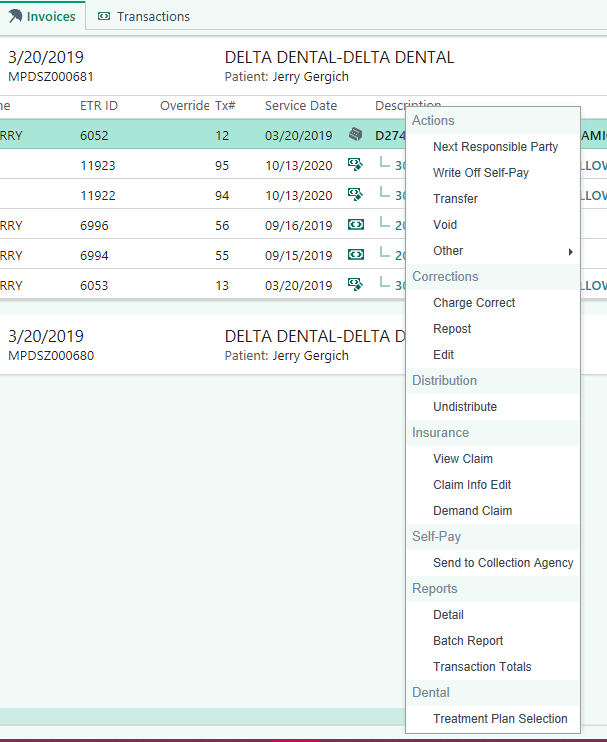 Invoices Transactions
3/20/2019 DELTA DENTAL-DELTA DENTAL
MPDSZ000681 Patient: Jerry Gergich
ne ETR ID Override Tx# Service Date Description
RRY 6052 12 03/20/2019 D274 AMI
11923 95 10/13/2020 30 LLOW
11922 94 10/13/2020 30 LLOW
RRY 6996 56 09/16/2019 20
RRY 6994 55 09/15/2019 20
RRY 6053 13 03/20/2019 30 LLOW
3/20/2019 DELTA DENTAL-DELTA D
MPDSZ000680 Patient: Jerry Gergich
Actions
Next Responsible Party
Write Off Self-Pay
Transfer
Void
Other
Corrections
Charge Correct
Repost
Edit
Distribution
Undistribute
Insurance
View Claim
Claim Info Edit
Demand Claim
Self-Pay
Send to Collection Agency
Reports
Detail
Batch Report
Transaction Totals
Dental
Treatment Plan Selection